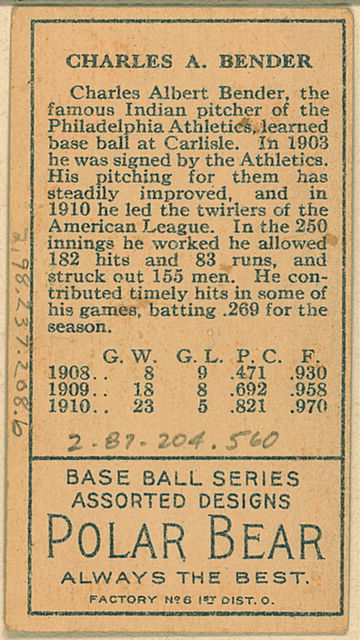 CHARLES A. BENDER
Charles Albert Bender, the
famous Indian pitcher of the
Philadelphia Athletics, learned
base ball at Carlisle. In 1903
he was signed by the Athletics.
His pitching for them has
steadily improved, and in
1910 he led the twirlers of the
American League. In the 250
innings he worked he allowed
182 hits and 83 runs, and
struck out 155 men. He con-
tributed timely hits in some of
his games, batting .269 for the
season.
G. W. G. L. P. C. F.
1908.. 8 9 .471 .930
1909.. 18 8 .692 .958
1910.. 23 5 .821 .970
2-87-204.560
BASE BALL SERIES
ASSORTED DESIGNS
POLAR BEAR
ALWAYS THE BEST.
FACTORY Nº 6 1ST DIST. O.